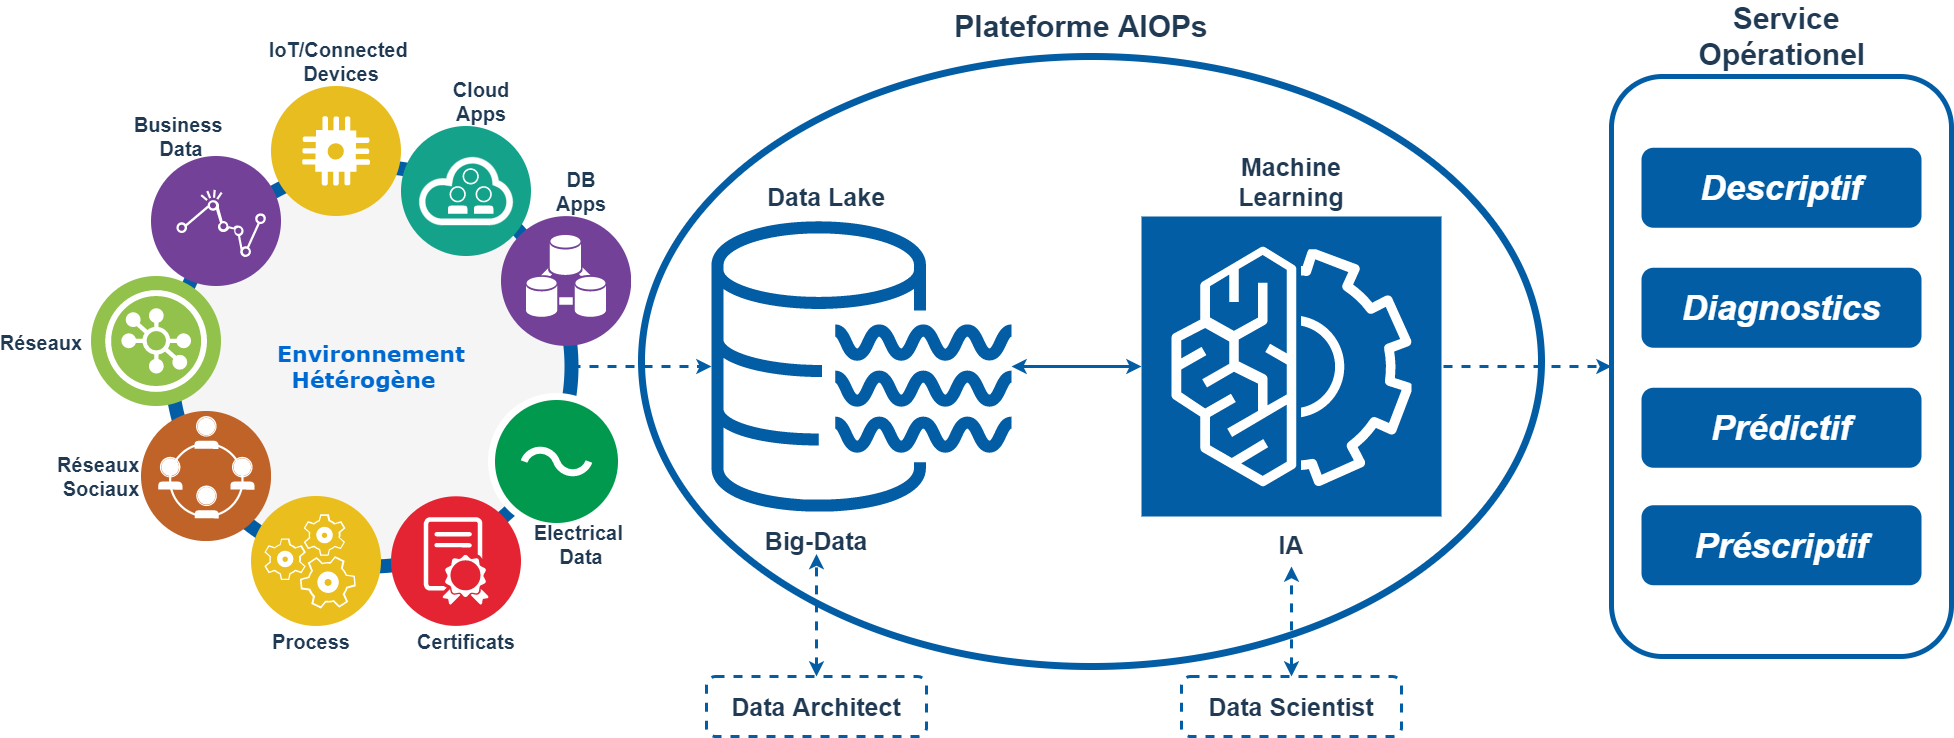 Plateforme AIOPs
Service
Opérationel
IoT/Connected
Devices
Cloud
Apps
Business
Data
DB
Apps
Réseaux
Environnement
Hétérogène
Réseaux
Sociaux
Process
Certificats
Electrical
Data
Data Lake
Big-Data
Machine
Learning
IA
Data Architect
Data Scientist
Descriptif
Diagnostics
Prédictif
Préscriptif